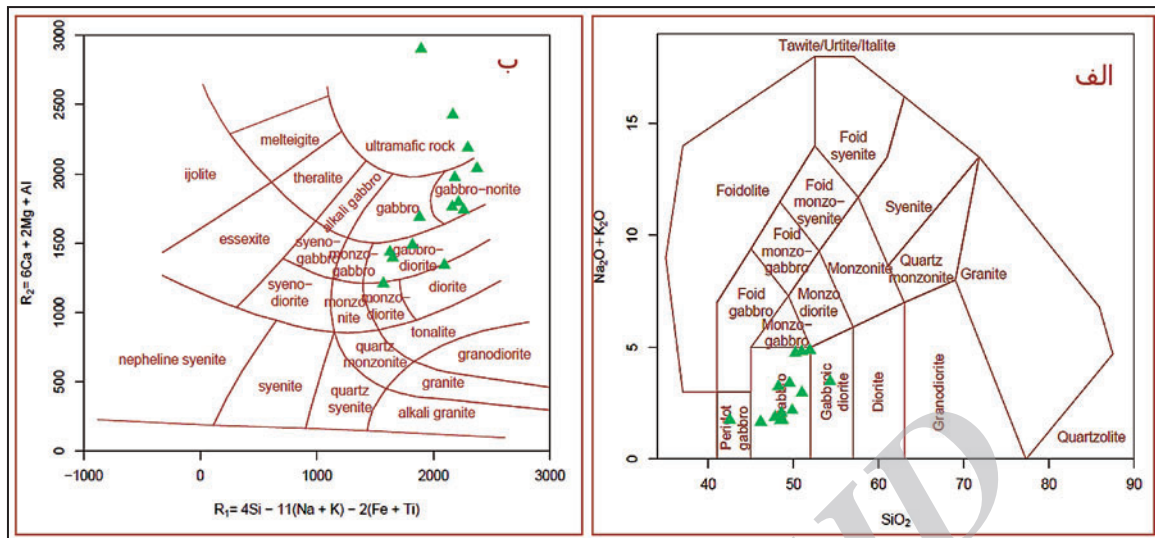 ب
3000
2500
2000
1500
1000
500
0
R₂= 6Ca + 2Mg + Al
−1000
0
1000
2000
3000
R₁= 4Si − 11(Na + K) − 2(Fe + Ti)
melteigite
ultramafic rock
ijolite
theralite
alkali gabbro
gabbro
gabbro-norite
essexite
syeno-
gabbro
monzo-
gabbro
gabbro-
diorite
syeno-
diorite
monzo
nite
monzo-
diorite
diorite
tonalite
nepheline syenite
quartz
monzonite
granodiorite
syenite
quartz
syenite
granite
alkali granite
الف
Tawite/Urtite/Italite
15
10
5
0
Na₂O+K₂O
40
50
60
70
80
90
SiO₂
Foid
syenite
Foidolite
Foid
monzo-
syenite
Syenite
Foid
monzo-
gabbro
Monzonite
Quartz
monzonite
Granite
Foid
gabbro
Monzo
diorite
Monzo-
gabbro
Peridot
gabbro
gabbro
Gabbroic
diorite
Diorite
Granodiorite
Quartzolite